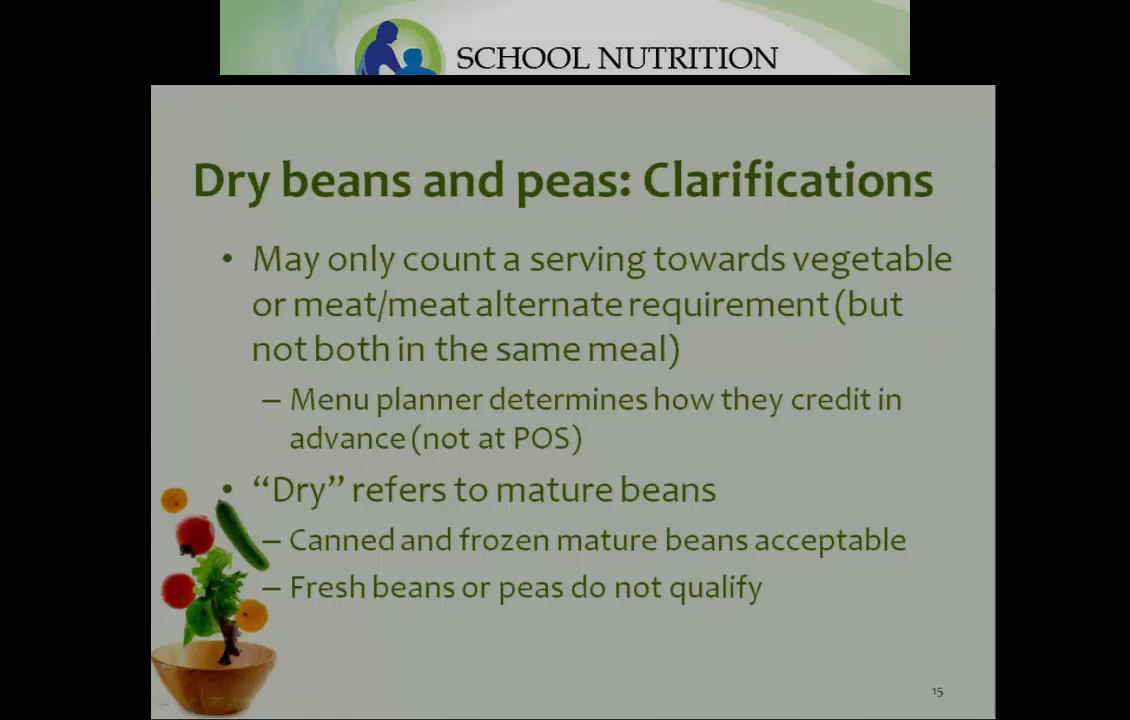 SCHOOL NUTRITION
Dry beans and peas: Clarifications
• May only count a serving towards vegetable
or meat/meat alternate requirement (but
not both in the same meal)
– Menu planner determines how they credit in
advance (not at POS)
• “Dry” refers to mature beans
– Canned and frozen mature beans acceptable
– Fresh beans or peas do not qualify
15